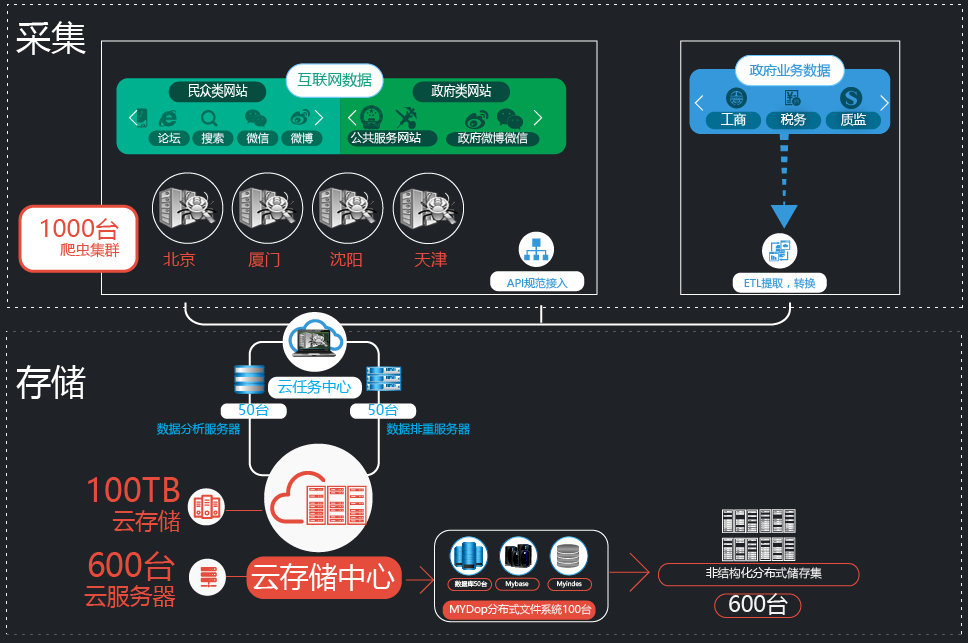 采集
互联网数据
民众类网站
政府类网站
论坛
搜索
微信
微博
公共服务网站
政府微博微信
政府业务数据
工商
税务
质监
1000台
爬虫集群
北京
厦门
沈阳
天津
API规范接入
ETL提取，转换
存储
云任务中心
50台
50台
数据分析服务器
数据排重服务器
100TB
云存储
600台
云服务器
云存储中心
数据库50台
Mybase
Myindes
MYDop分布式文件系统100台
非结构化分布式储存集
600台